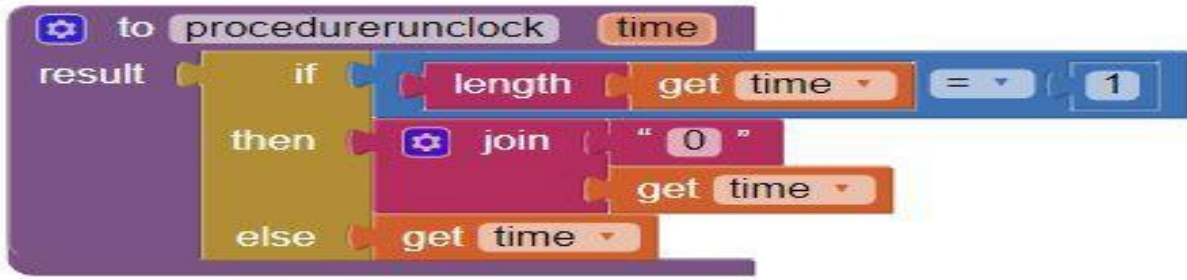 to procedurerunclock time
result if length get time = 1
then join " 0 "
get time
else get time